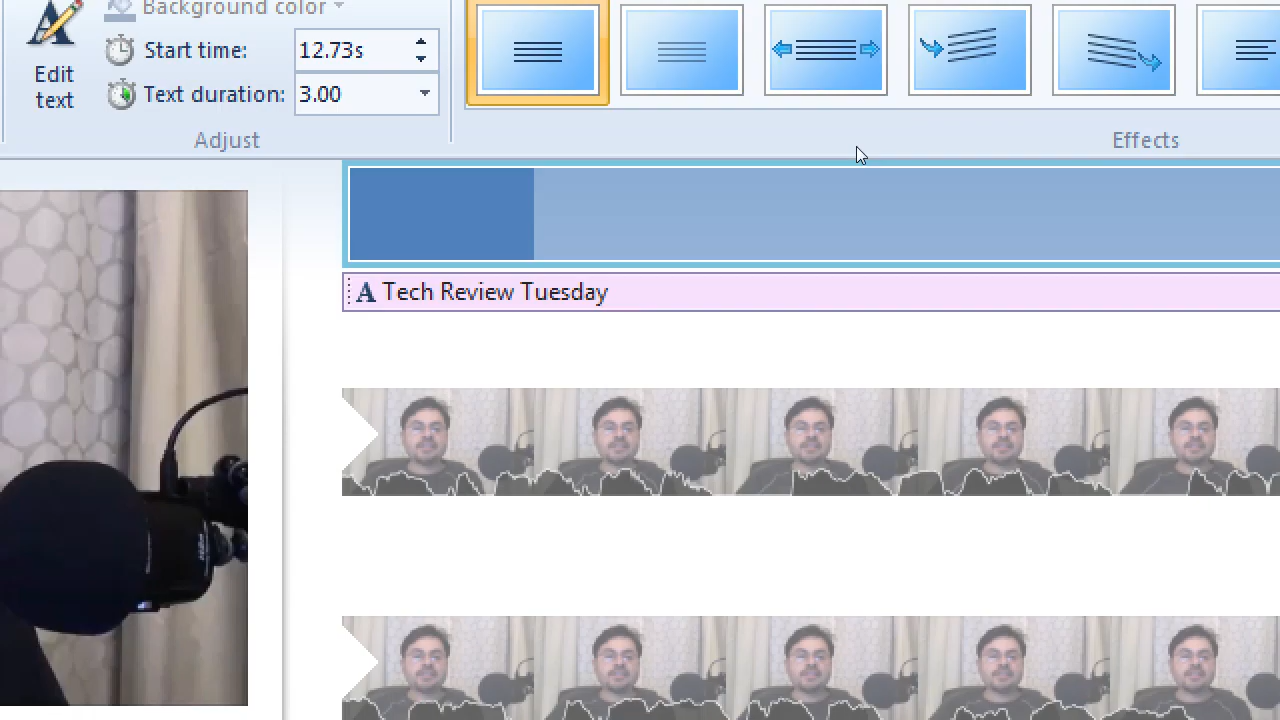 Background color
Start time:
12.73s
Edit
text
Text duration:
3.00
Adjust
Effects
A Tech Review Tuesday